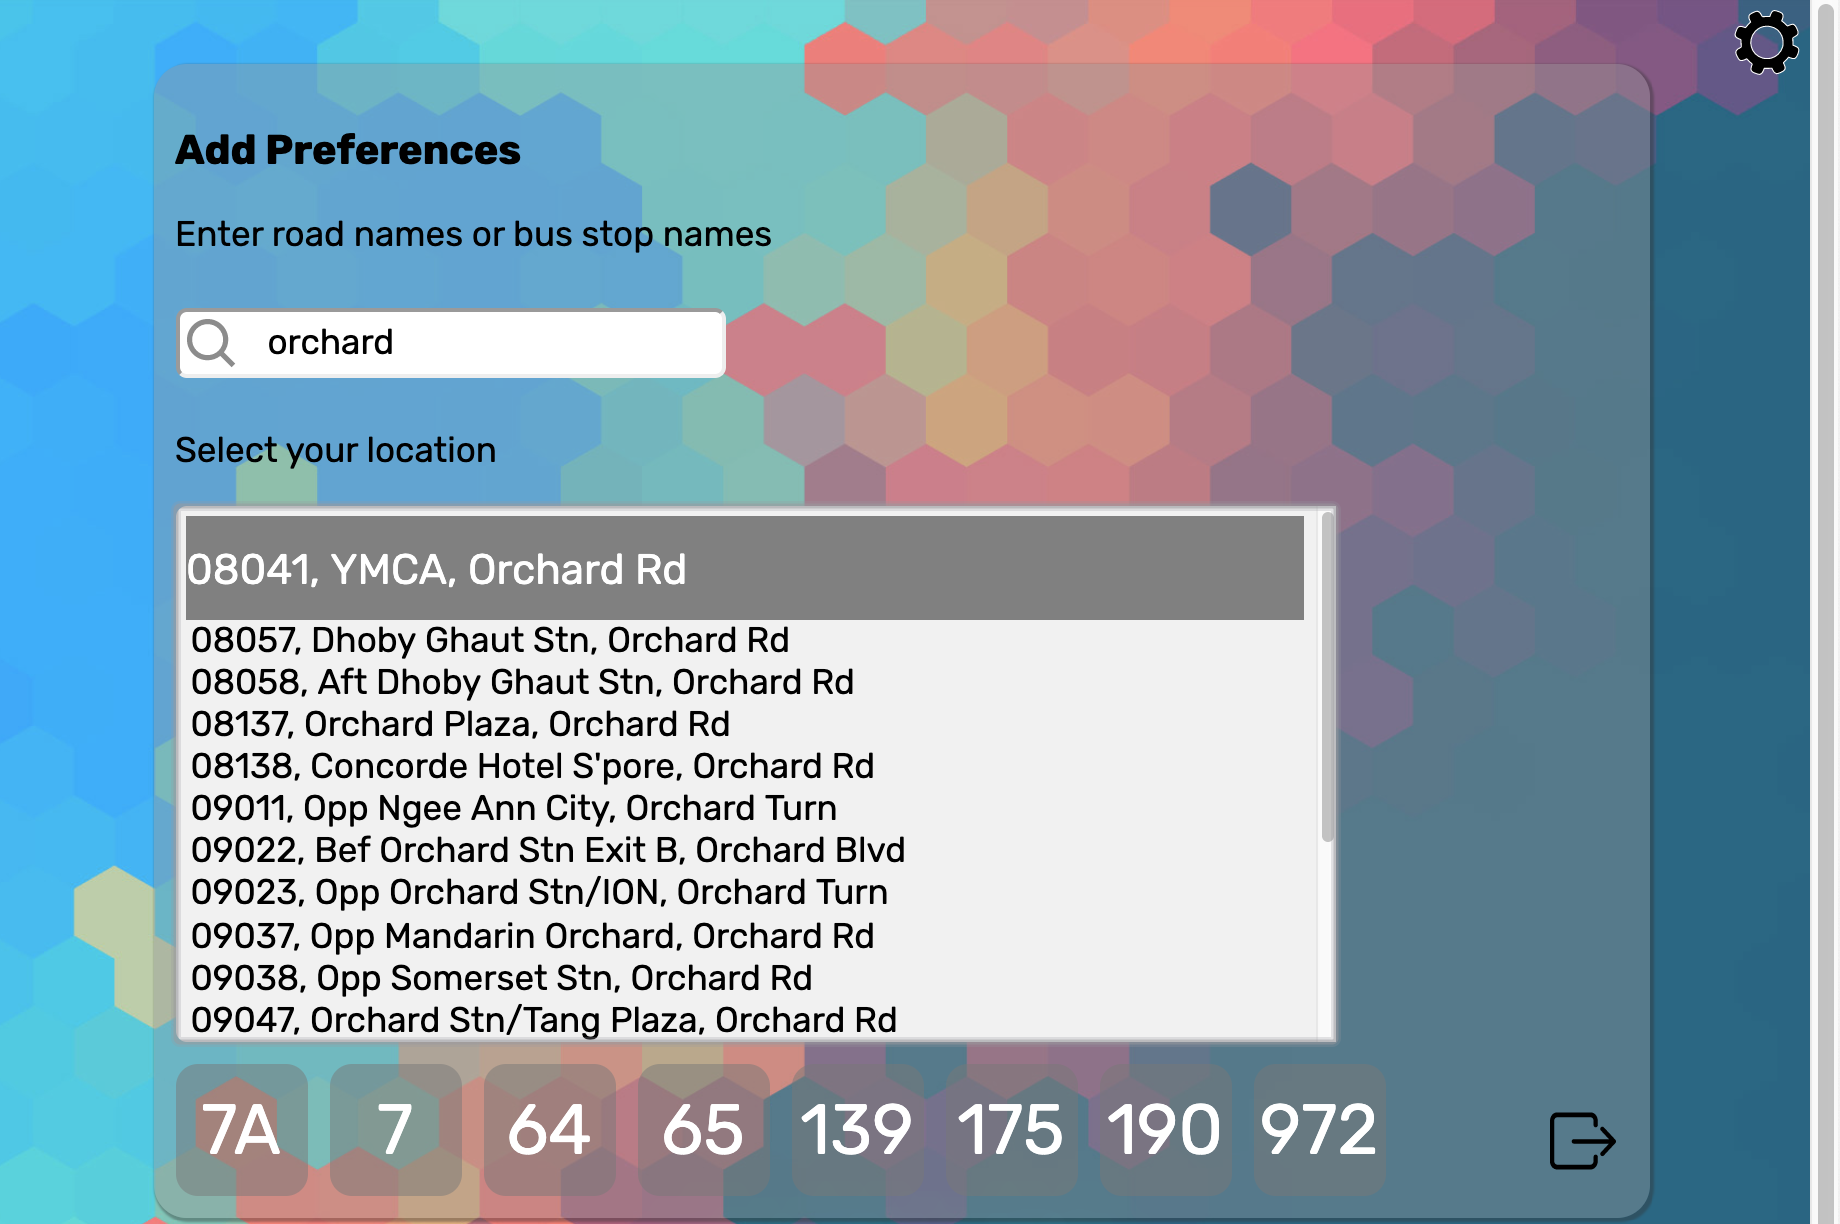 Add Preferences
Enter road names or bus stop names
orchard
Select your location
08041, YMCA, Orchard Rd
08057, Dhoby Ghaut Stn, Orchard Rd
08058, Aft Dhoby Ghaut Stn, Orchard Rd
08137, Orchard Plaza, Orchard Rd
08138, Concorde Hotel S'pore, Orchard Rd
09011, Opp Ngee Ann City, Orchard Turn
09022, Bef Orchard Stn Exit B, Orchard Blvd
09023, Opp Orchard Stn/ION, Orchard Turn
09037, Opp Mandarin Orchard, Orchard Rd
09038, Opp Somerset Stn, Orchard Rd
09047, Orchard Stn/Tang Plaza, Orchard Rd
7A 7 64 65 139 175 190 972